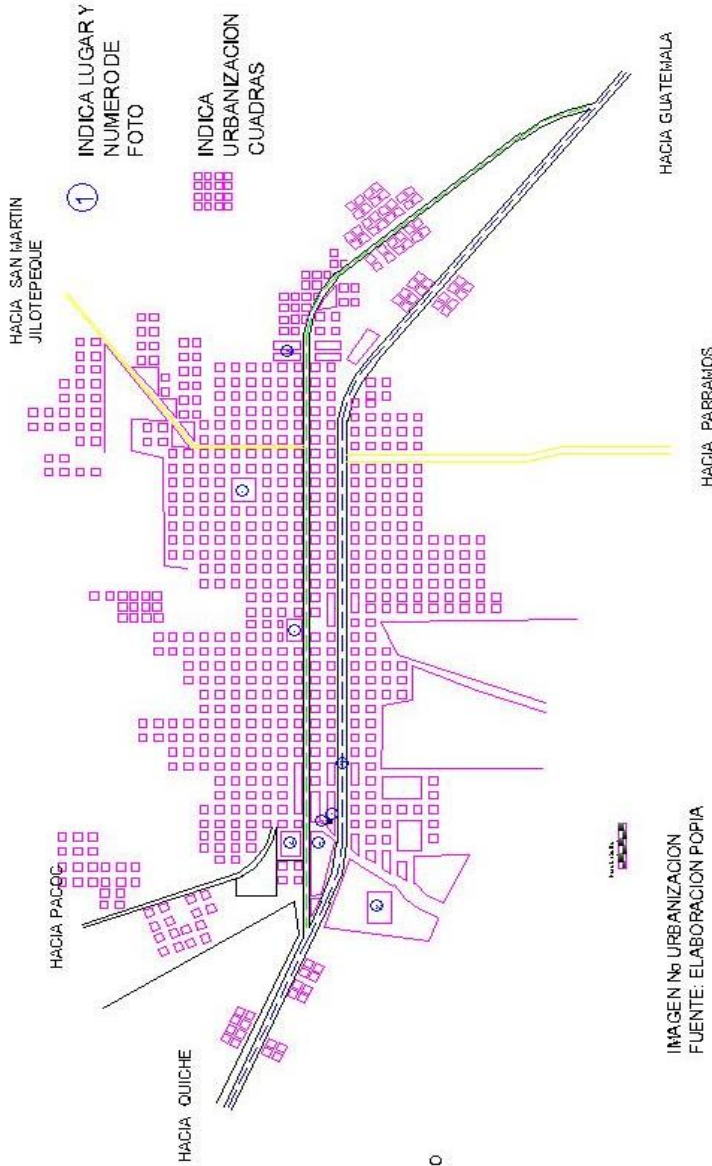 HACIA SAN MARTIN
JILOTEPEQUE
1
INDICA LUGAR Y
NUMERO DE
FOTO
INDICA
URBANIZACION
CUADRAS
HACIA PACOC
HACIA QUICHE
HACIA GUATEMALA
HACIA PARRAMOS
IMAGEN No URBANIZACION
FUENTE: ELABORACION POPIA
O